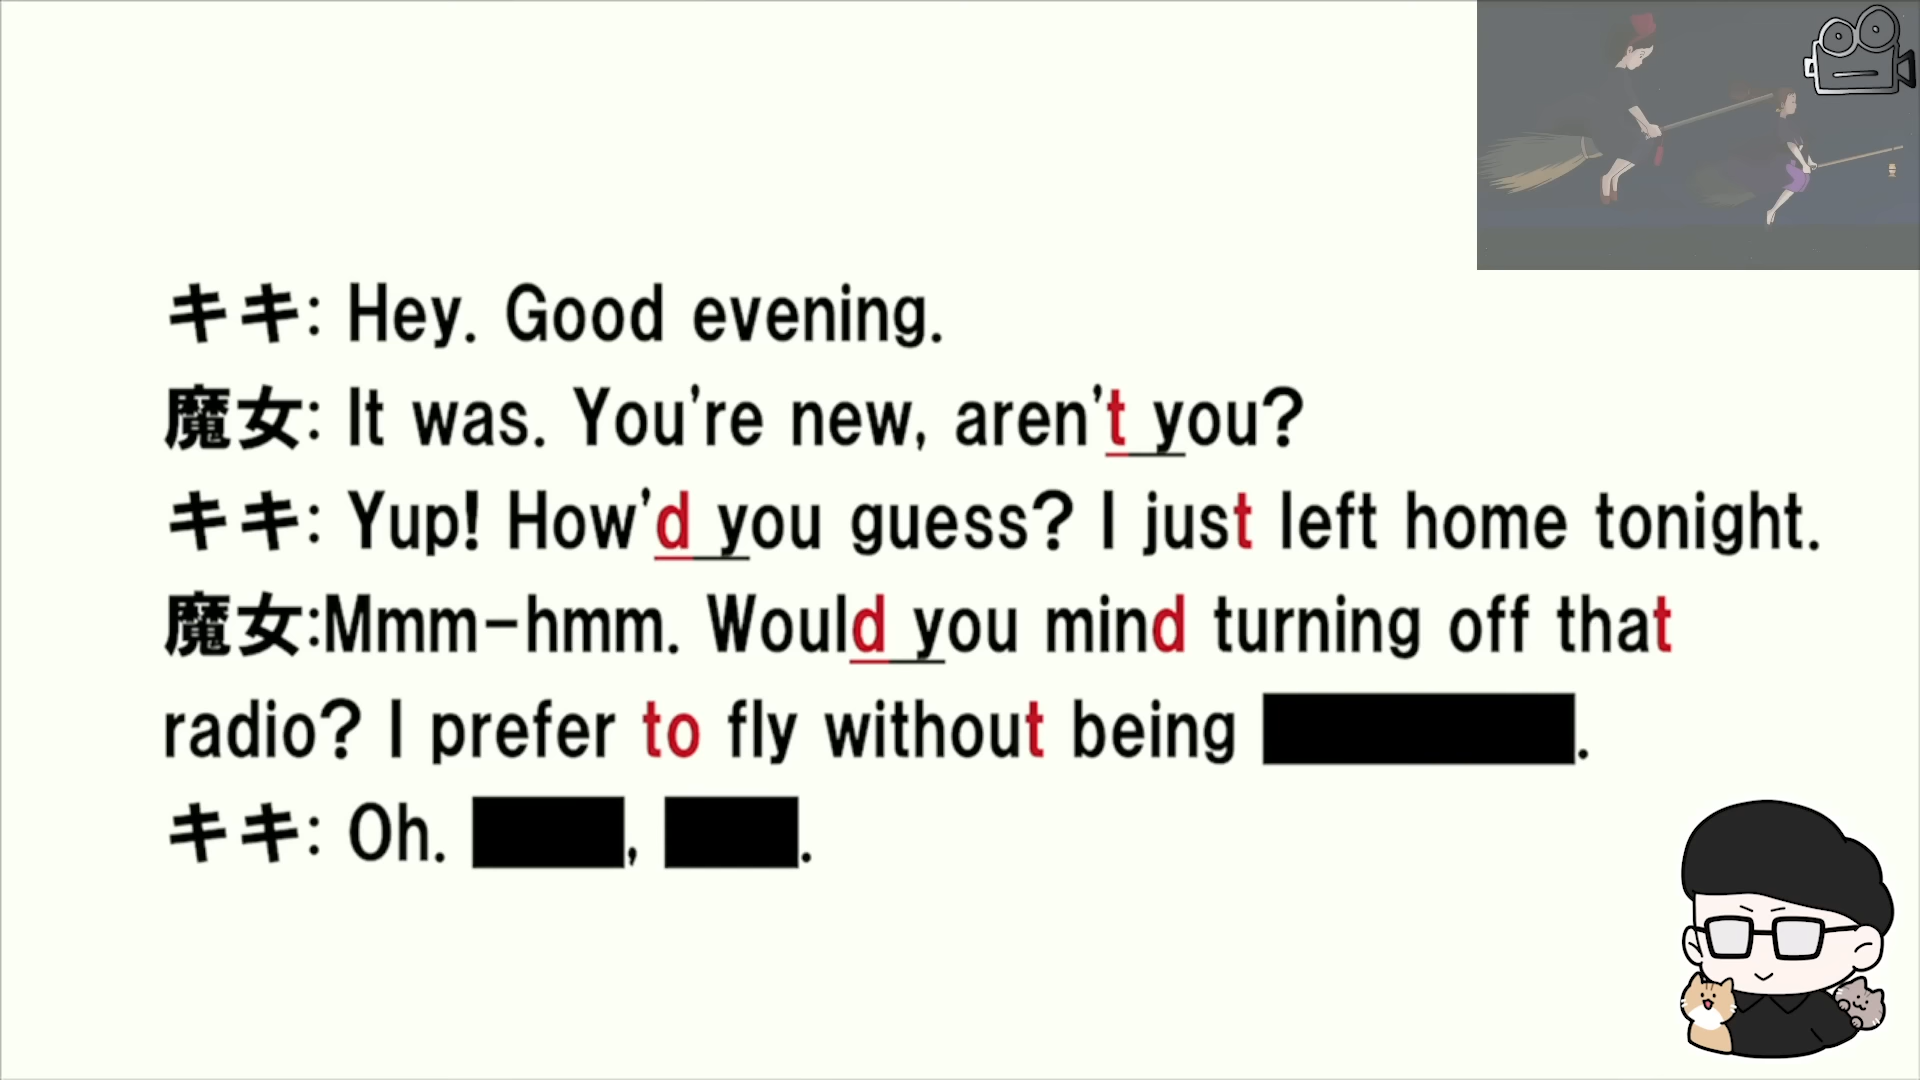 キキ: Hey. Good evening.
魔女: It was. You're new, aren't you?
キキ: Yup! How'd you guess? I just left home tonight.
魔女:Mmm-hmm. Would you mind turning off that
radio? I prefer to fly without being .
キキ: Oh. , .